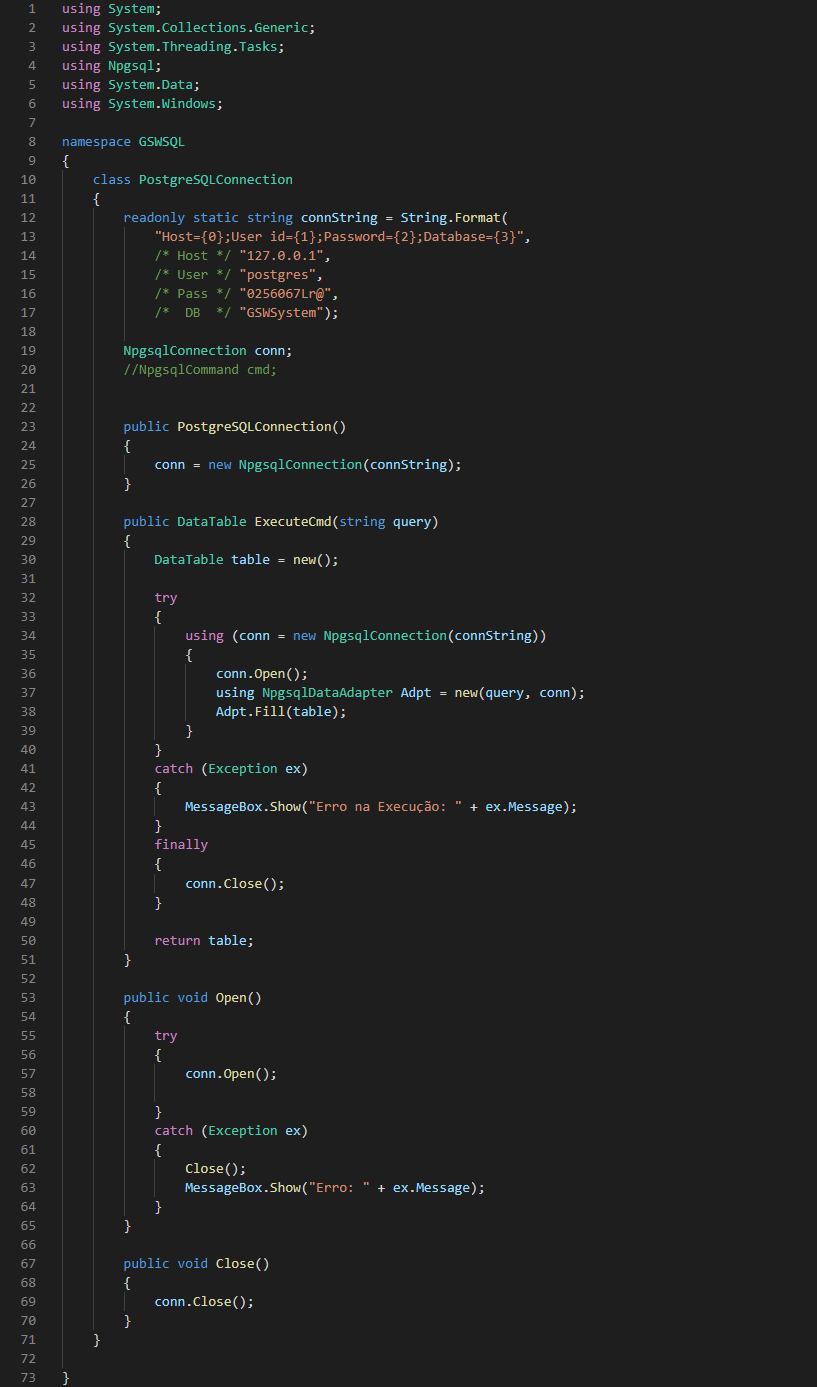 1 using System;
2 using System.Collections.Generic;
3 using System.Threading.Tasks;
4 using Npgsql;
5 using System.Data;
6 using System.Windows;
7
8 namespace GSWSQL
9 {
10 class PostgreSQLConnection
11 {
12 readonly static string connString = String.Format(
13 "Host={0};User id={1};Password={2};Database={3}",
14 /* Host */ "127.0.0.1",
15 /* User */ "postgres",
16 /* Pass */ "0256067Lr@",
17 /*  DB  */ "GSWSystem");
18
19 NpgsqlConnection conn;
20 //NpgsqlCommand cmd;
21
22
23 public PostgreSQLConnection()
24 {
25 conn = new NpgsqlConnection(connString);
26 }
27
28 public DataTable ExecuteCmd(string query)
29 {
30 DataTable table = new();
31
32 try
33 {
34 using (conn = new NpgsqlConnection(connString))
35 {
36 conn.Open();
37 using NpgsqlDataAdapter Adpt = new(query, conn);
38 Adpt.Fill(table);
39 }
40 }
41 catch (Exception ex)
42 {
43 MessageBox.Show("Erro na Execução: " + ex.Message);
44 }
45 finally
46 {
47 conn.Close();
48 }
49
50 return table;
51 }
52
53 public void Open()
54 {
55 try
56 {
57 conn.Open();
58
59 }
60 catch (Exception ex)
61 {
62 Close();
63 MessageBox.Show("Erro: " + ex.Message);
64 }
65 }
66
67 public void Close()
68 {
69 conn.Close();
70 }
71 }
72
73 }